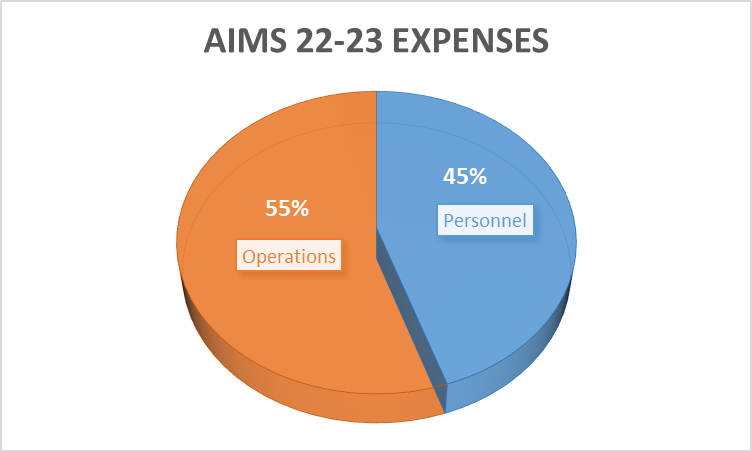 AIMS 22-23 EXPENSES
45%
Personnel
55%
Operations